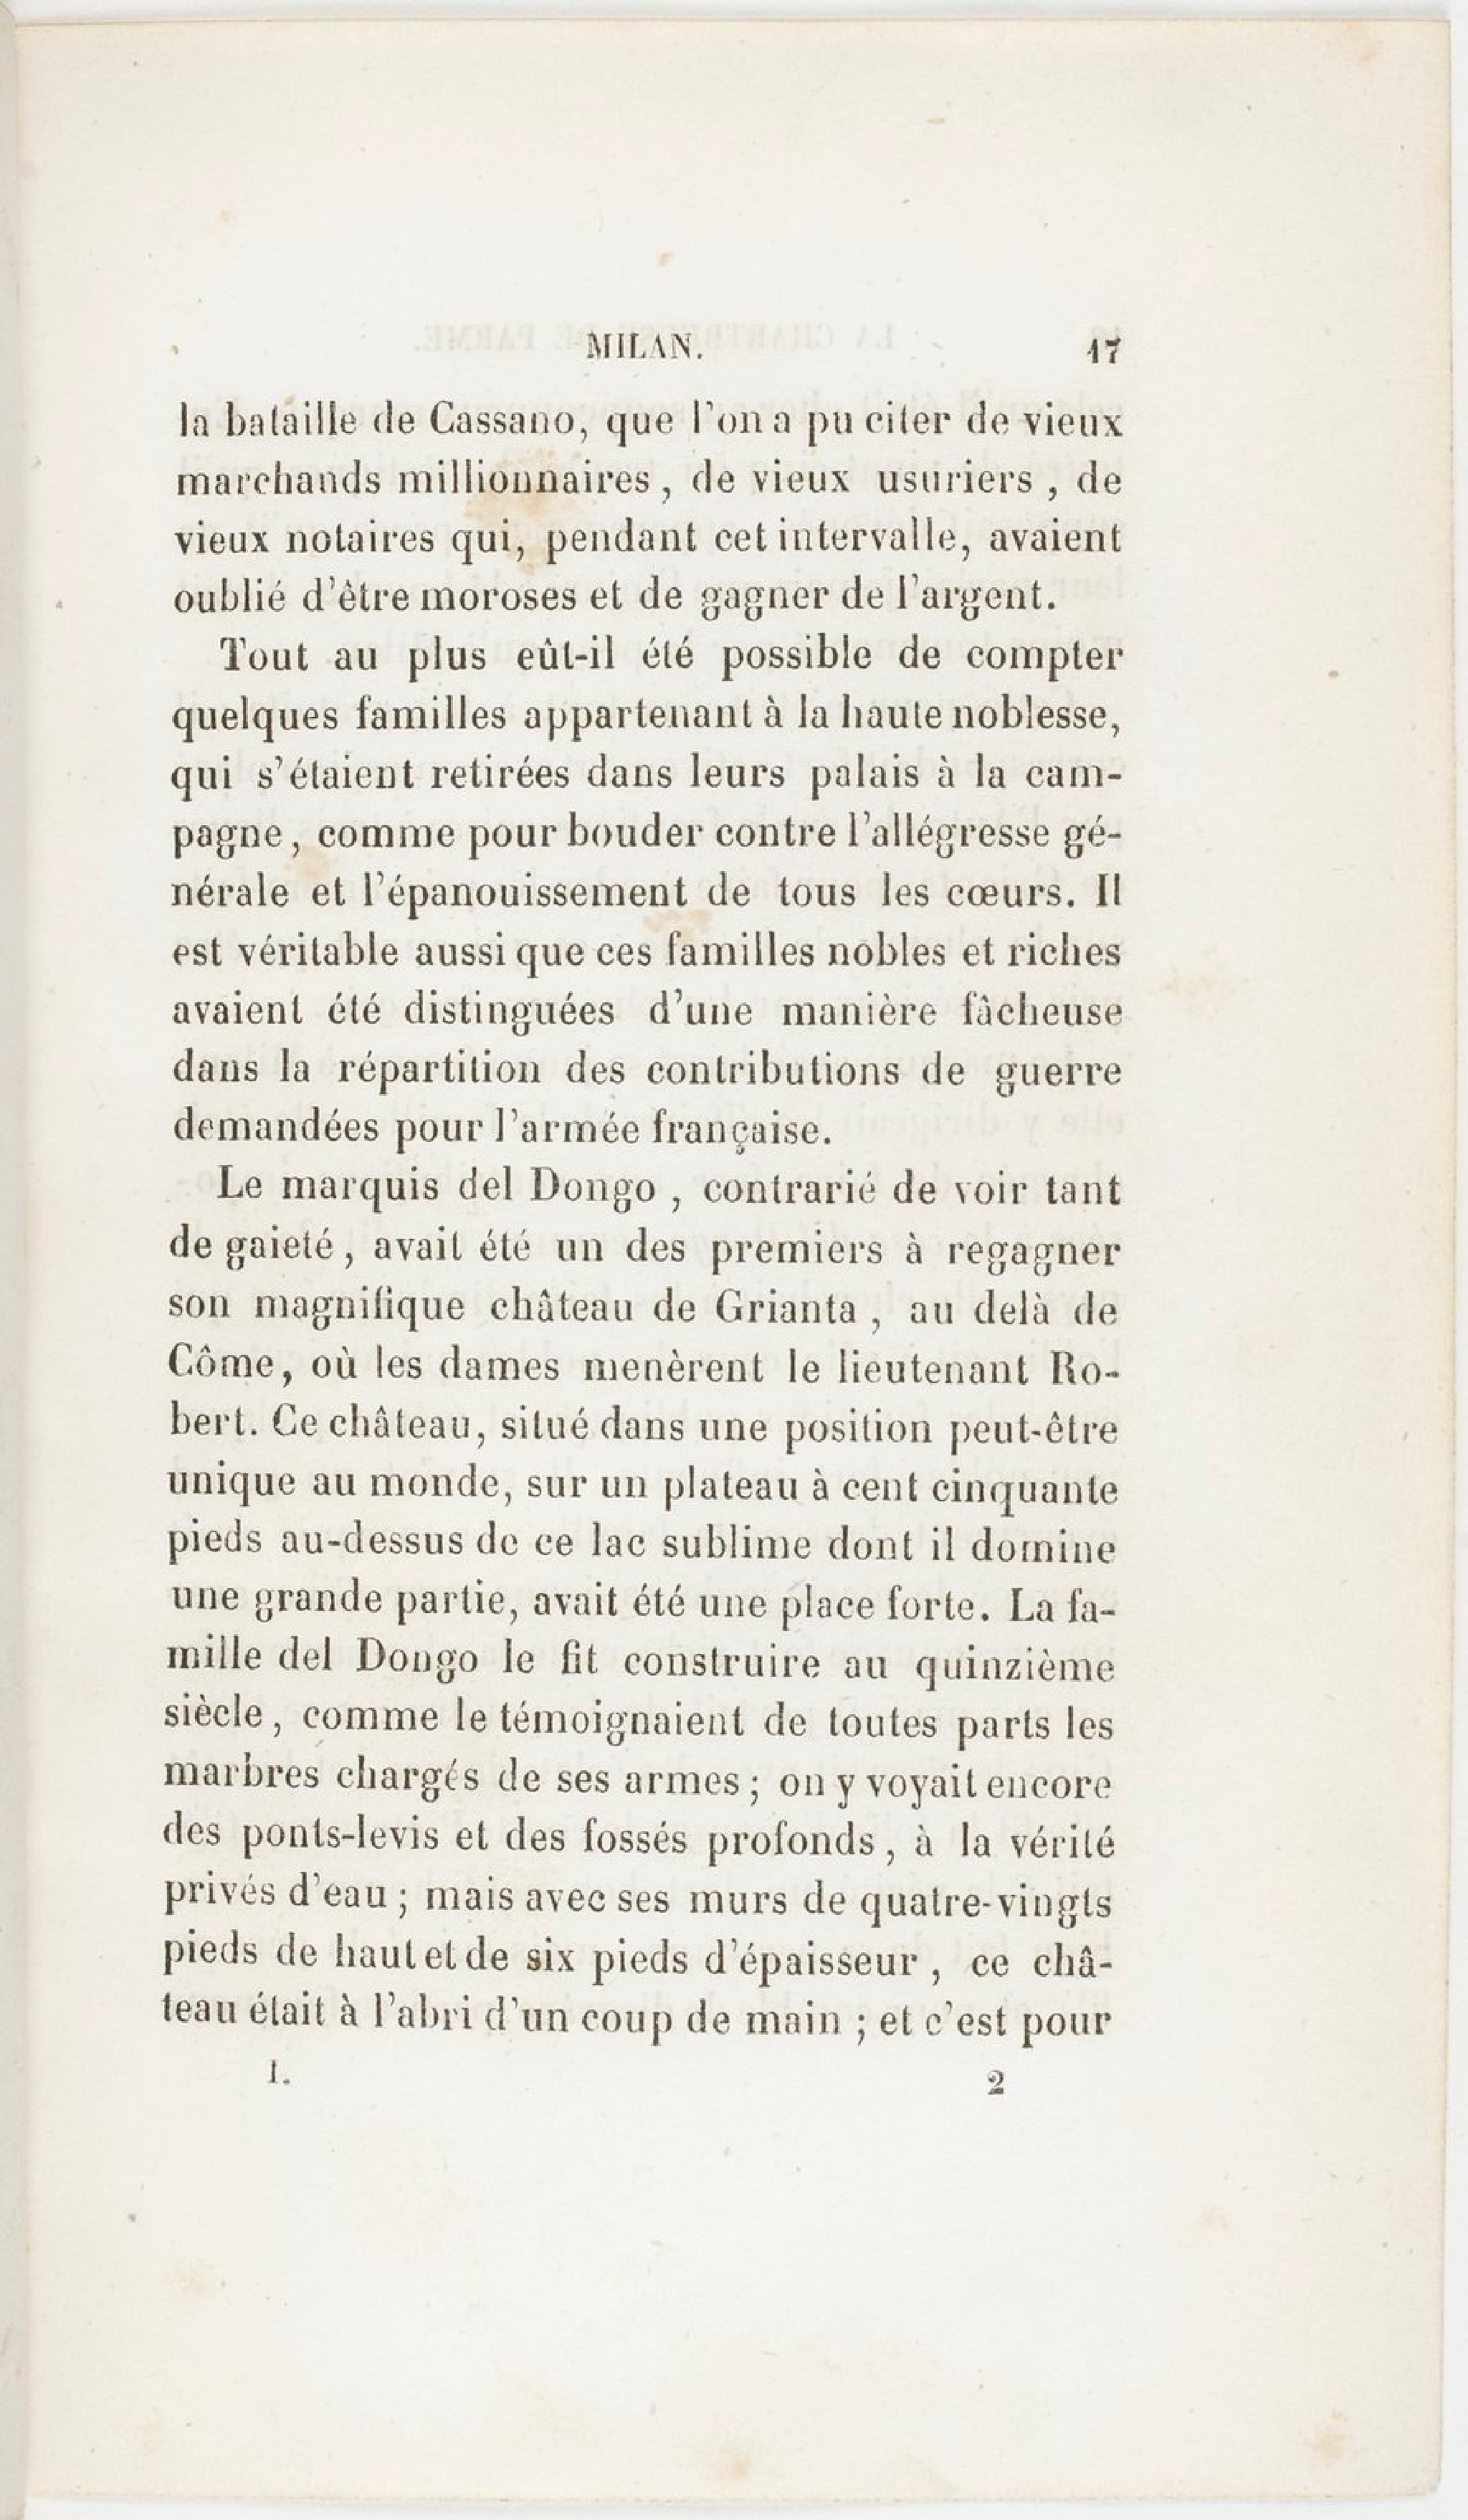 MILAN. 17
la bataille de Cassano, que l'on a pu citer de vieux
marchands millionnaires, de vieux usuriers, de
vieux notaires qui, pendant cet intervalle, avaient
oublié d'être moroses et de gagner de l'argent.
Tout au plus eût-il été possible de compter
quelques familles appartenant à la haute noblesse,
qui s'étaient retirées dans leurs palais à la cam-
pagne, comme pour bouder contre l'allégresse gé-
nérale et l'épanouissement de tous les cœurs. Il
est véritable aussi que ces familles nobles et riches
avaient été distinguées d'une manière fâcheuse
dans la répartition des contributions de guerre
demandées pour l'armée française.
Le marquis del Dongo, contrarié de voir tant
de gaieté, avait été un des premiers à regagner
son magnifique château de Grianta, au delà de
Côme, où les dames menèrent le lieutenant Ro-
bert. Ce château, situé dans une position peut-être
unique au monde, sur un plateau à cent cinquante
pieds au-dessus de ce lac sublime dont il domine
une grande partie, avait été une place forte. La fa-
mille del Dongo le fit construire au quinzième
siècle, comme le témoignaient de toutes parts les
marbres chargés de ses armes; on y voyait encore
des ponts-levis et des fossés profonds, à la vérité
privés d'eau; mais avec ses murs de quatre-vingts
pieds de haut et de six pieds d'épaisseur, ce châ-
teau était à l'abri d'un coup de main; et c'est pour
1. 2